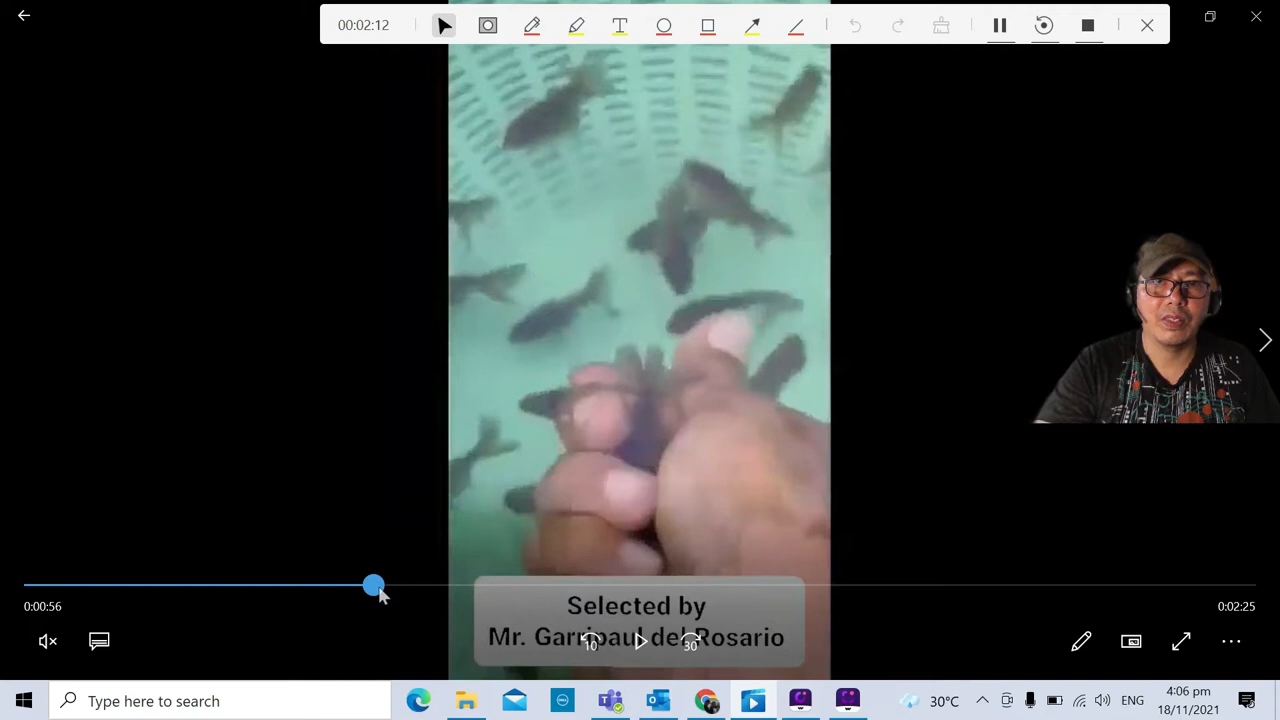 00:02:12
T
Selected by
Mr. Garripaul del Rosario
0:00:56
0:02:25
10
30
Type here to search
DELL
30°C
ENG
4:06 pm
18/11/2021